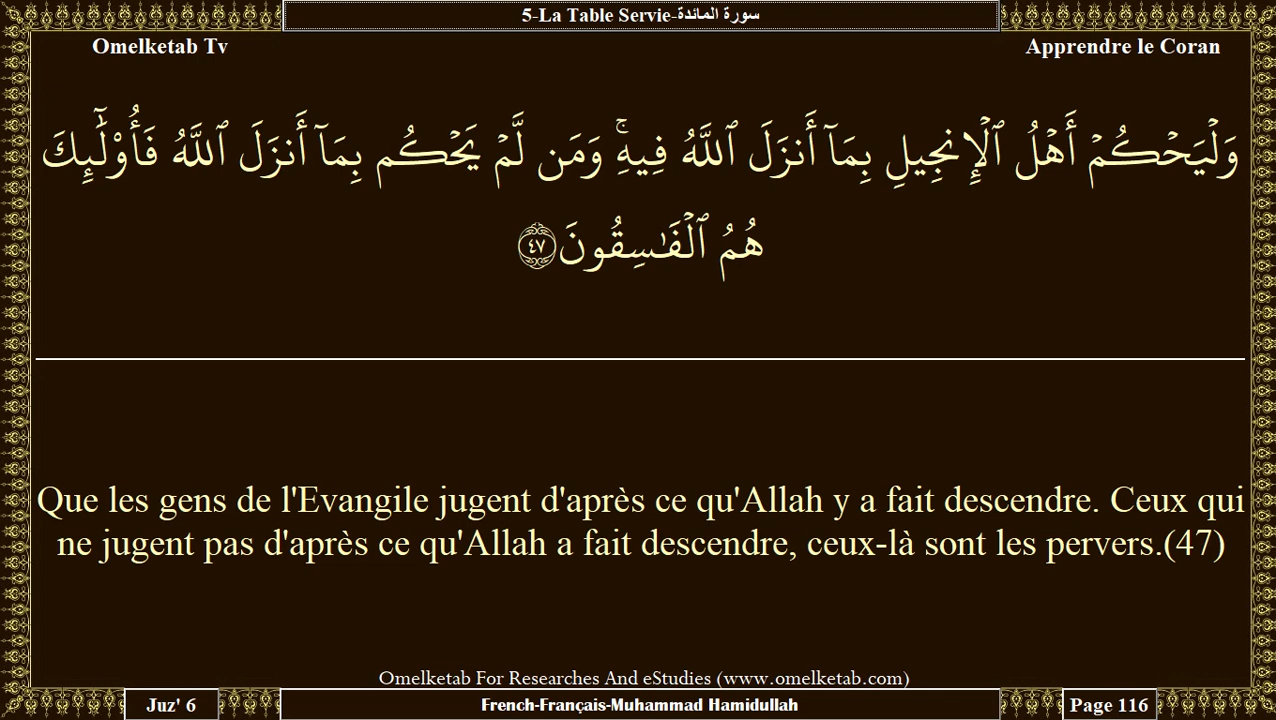 5-La Table Servie-سورة المائدة
Omelketab Tv
Apprendre le Coran
وَلْيَحْكُمْ أَهْلُ ٱلْإِنجِيلِ بِمَآ أَنزَلَ ٱللَّهُ فِيهِ ۚ وَمَن لَّمْ يَحْكُم بِمَآ أَنزَلَ ٱللَّهُ فَأُو۟لَـٰٓئِكَ
هُمُ ٱلْفَـٰسِقُونَ ٤٧
Que les gens de l'Evangile jugent d'après ce qu'Allah y a fait descendre. Ceux qui
ne jugent pas d'après ce qu'Allah a fait descendre, ceux-là sont les pervers.(47)
Omelketab For Researches And eStudies (www.omelketab.com)
Juz' 6
French-Français-Muhammad Hamidullah
Page 116